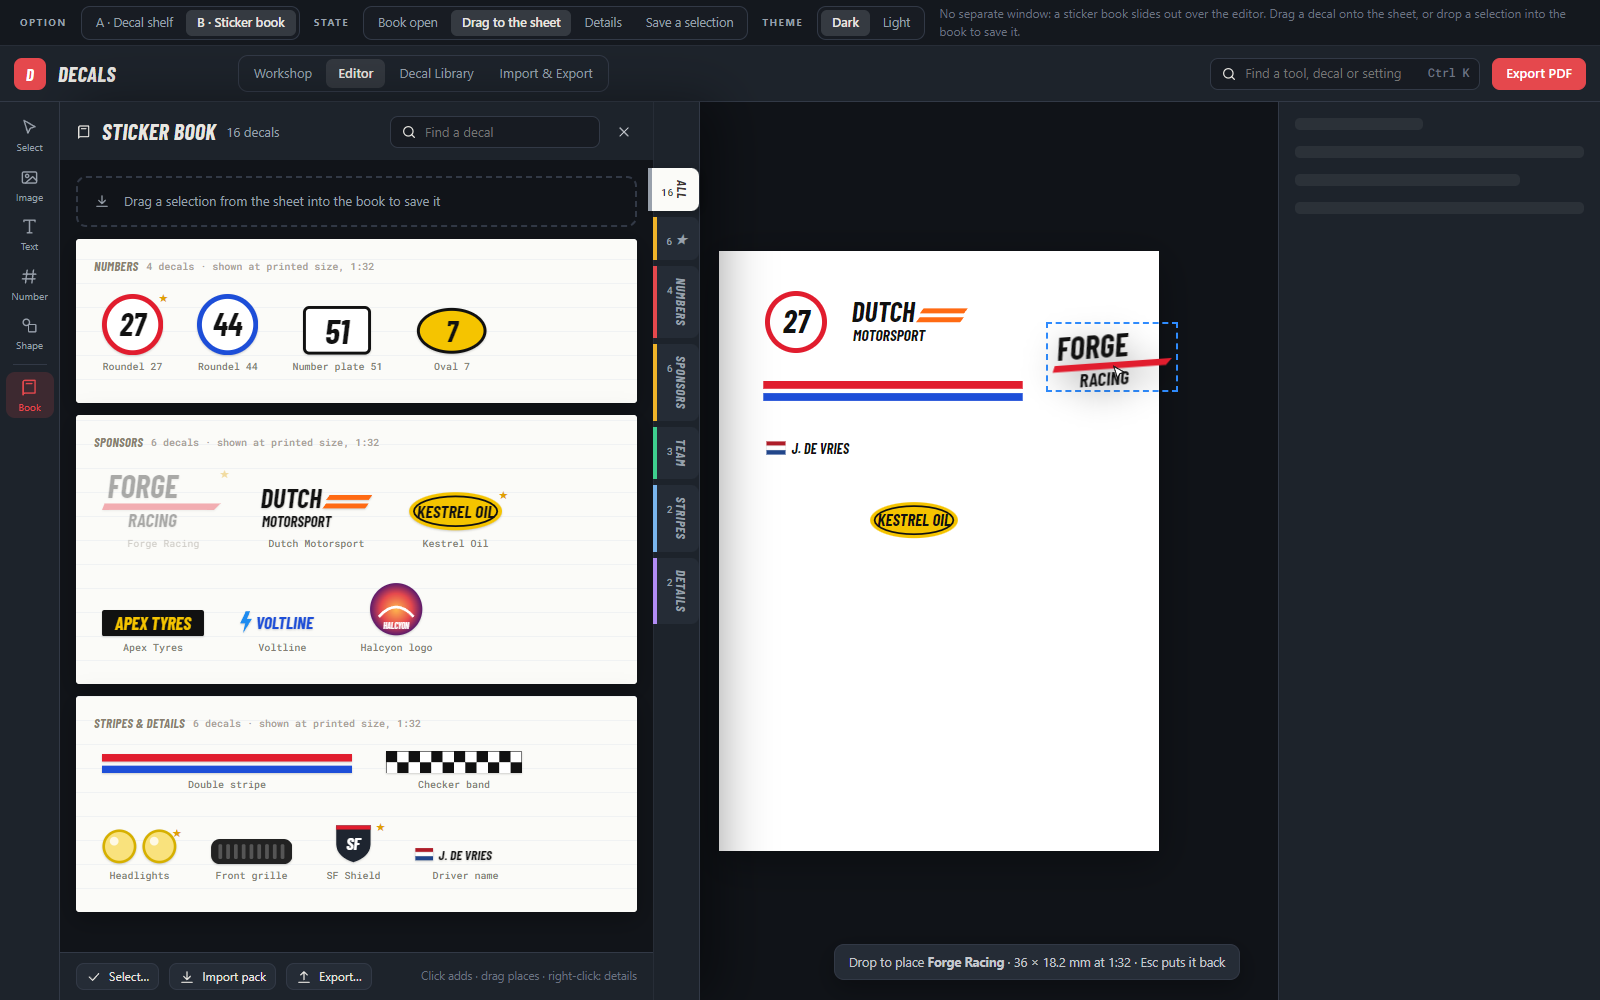 OPTION A · Decal shelf B · Sticker book STATE Book open Drag to the sheet Details Save a selection THEME Dark Light
No separate window: a sticker book slides out over the editor. Drag a decal onto the sheet, or drop a selection into the
book to save it.
D DECALS Workshop Editor Decal Library Import & Export Find a tool, decal or setting Ctrl K Export PDF
Select
Image
Text
Number
Shape
Book
STICKER BOOK 16 decals Find a decal
Drag a selection from the sheet into the book to save it
NUMBERS 4 decals · shown at printed size, 1:32
27 44 51 7
Roundel 27 Roundel 44 Number plate 51 Oval 7
SPONSORS 6 decals · shown at printed size, 1:32
FORGE
RACING
DUTCH
MOTORSPORT
KESTREL OIL
Forge Racing Dutch Motorsport Kestrel Oil
APEX TYRES VOLTLINE HALCYON
Apex Tyres Voltline Halcyon logo
STRIPES & DETAILS 6 decals · shown at printed size, 1:32
Double stripe Checker band
SF J. DE VRIES
Headlights Front grille SF Shield Driver name
Select... Import pack Export... Click adds · drag places · right-click: details
16 ALL
6 ★
4 NUMBERS
6 SPONSORS
3 TEAM
2 STRIPES
2 DETAILS
27
DUTCH
MOTORSPORT
FORGE
RACING
J. DE VRIES
KESTREL OIL
Drop to place Forge Racing · 36 × 18.2 mm at 1:32 · Esc puts it back